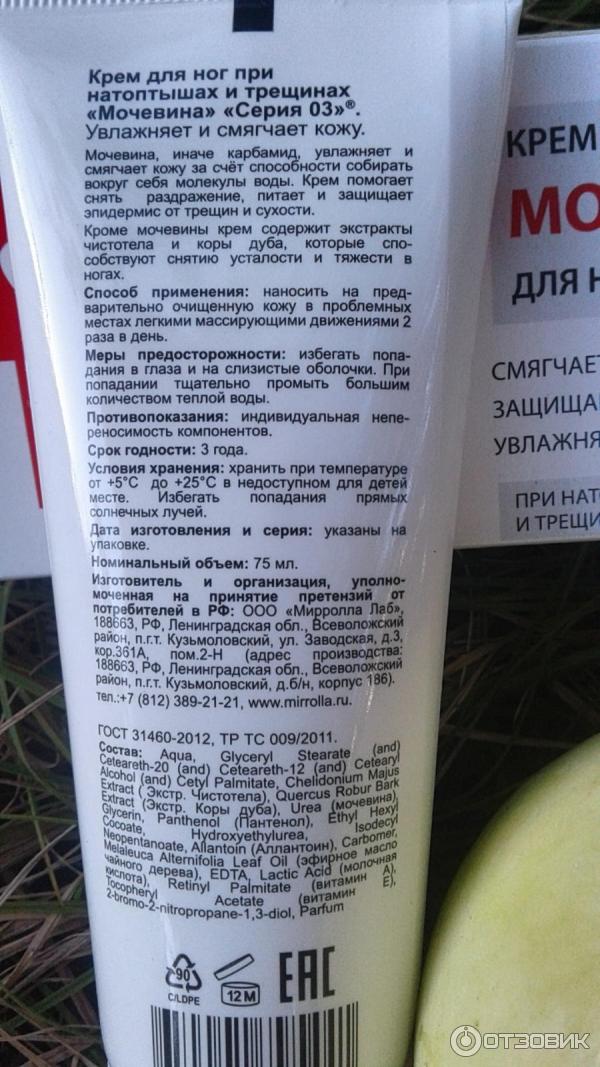 Крем для ног при
натоптышах и трещинах
«Мочевина» «Серия 03»®.
Увлажняет и смягчает кожу.
Мочевина, иначе карбамид, увлажняет и
смягчает кожу за счёт способности собирать
вокруг себя молекулы воды. Крем помогает
снять раздражение, питает и защищает
эпидермис от трещин и сухости.
Кроме мочевины крем содержит экстракты
чистотела и коры дуба, которые спо-
собствуют снятию усталости и тяжести в
ногах.
Способ применения: наносить на пред-
варительно очищенную кожу в проблемных
местах легкими массирующими движениями 2
раза в день.
Меры предосторожности: избегать попа-
дания в глаза и на слизистые оболочки. При
попадании тщательно промыть большим
количеством теплой воды.
Противопоказания: индивидуальная непе-
реносимость компонентов.
Срок годности: 3 года.
Условия хранения: хранить при температуре
от +5°С до +25°С в недоступном для детей
месте. Избегать попадания прямых
солнечных лучей.
Дата изготовления и серия: указаны на
упаковке.
Номинальный объем: 75 мл.
Изготовитель и организация, уполно-
моченная на принятие претензий от
потребителей в РФ: ООО «Мирролла Лаб»,
188663, РФ, Ленинградская обл., Всеволожский
район, п.г.т. Кузьмоловский, ул. Заводская, д.3,
кор.361А, пом.2-Н (адрес производства:
188663, РФ, Ленинградская обл., Всеволожский
район, п.г.т. Кузьмоловский, д.б/н, корпус 186).
тел.:+7 (812) 389-21-21, www.mirrolla.ru
ГОСТ 31460-2012, ТР ТС 009/2011.
Состав: Aqua, Glyceryl Stearate (and)
Ceteareth-20 (and) Ceteareth-12 (and) Cetearyl
Alcohol (and) Cetyl Palmitate, Chelidonium Majus
Extract ( Экстр. Чистотела), Quercus Robur Bark
Extract (Экстр. Коры дуба), Urea (мочевина),
Glycerin, Panthenol (Пантенол), Ethyl Hexyl
Cocoate, Hydroxyethylurea, Isodecyl
Neopentanoate, Allantoin (Аллантоин), Carbomer,
Melaleuca Alternifolia Leaf Oil (эфирное масло
чайного дерева), EDTA, Lactic Acid (молочная
кислота), Retinyl Palmitate (витамин А),
Tocopheryl Acetate (витамин Е),
2-bromo-2-nitropropane-1,3-diol, Parfum
90
C/LDPE
12 M
EAC
КРЕМ
МО
ДЛЯ Н
СМЯГЧАЕТ
ЗАЩИЩА
УВЛАЖНЯ
ПРИ НАТ
И ТРЕЩИ
ОТЗОВИК